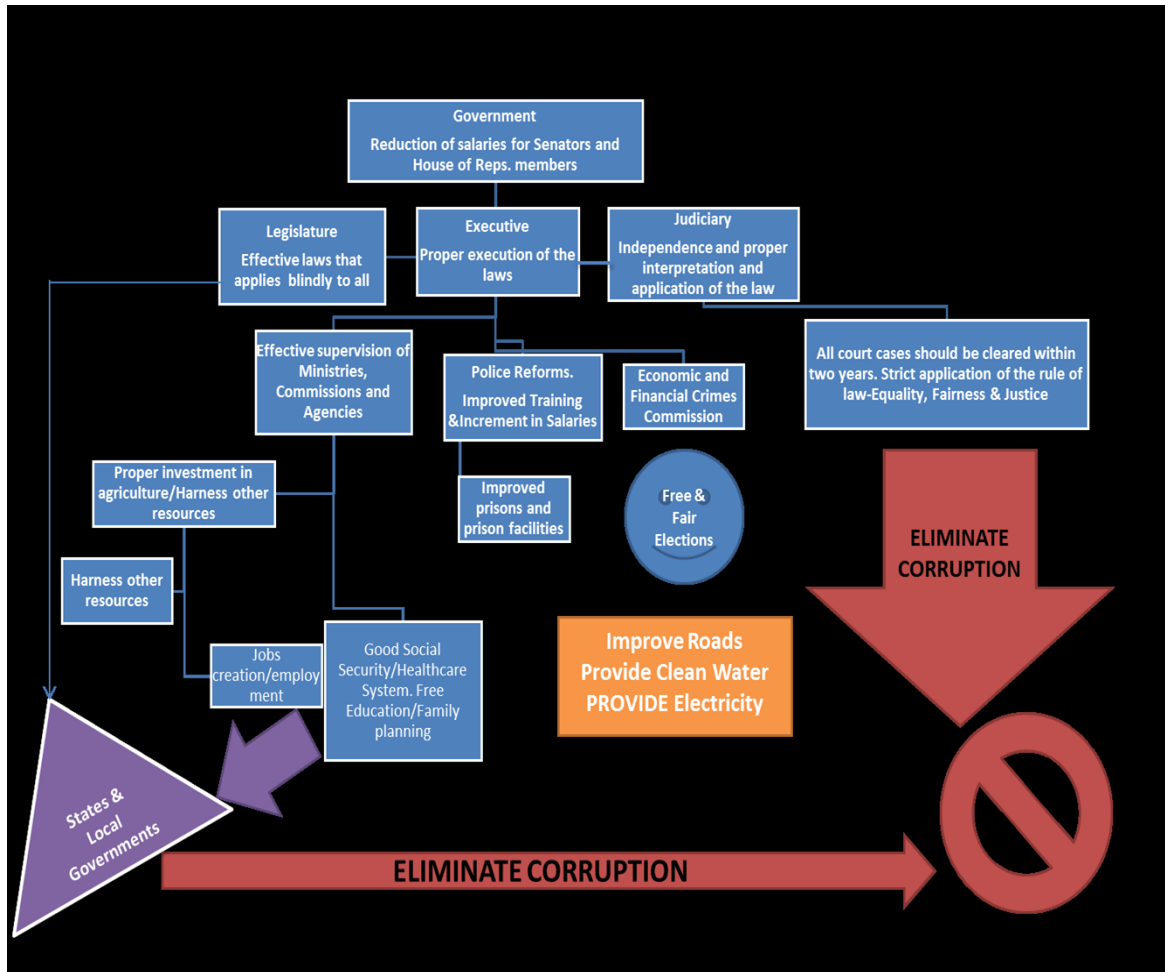 Government
Reduction of salaries for Senators and
House of Reps. members
Legislature
Effective laws that
applies blindly to all
Executive
Proper execution of the
laws
Judiciary
Independence and proper
interpretation and
application of the law
Effective supervision of
Ministries,
Commissions and
Agencies
Police Reforms.
Improved Training
&Increment in Salaries
Economic and
Financial Crimes
Commission
All court cases should be cleared within
two years. Strict application of the rule of
law-Equality, Fairness & Justice
Proper investment in
agriculture/Harness other
resources
Improved
prisons and
prison facilities
Free &
Fair
Elections
ELIMINATE
CORRUPTION
Harness other
resources
Jobs
creation/employ
ment
Good Social
Security/Healthcare
System. Free
Education/Family
planning
Improve Roads
Provide Clean Water
PROVIDE Electricity
States &
Local
Governments
ELIMINATE CORRUPTION